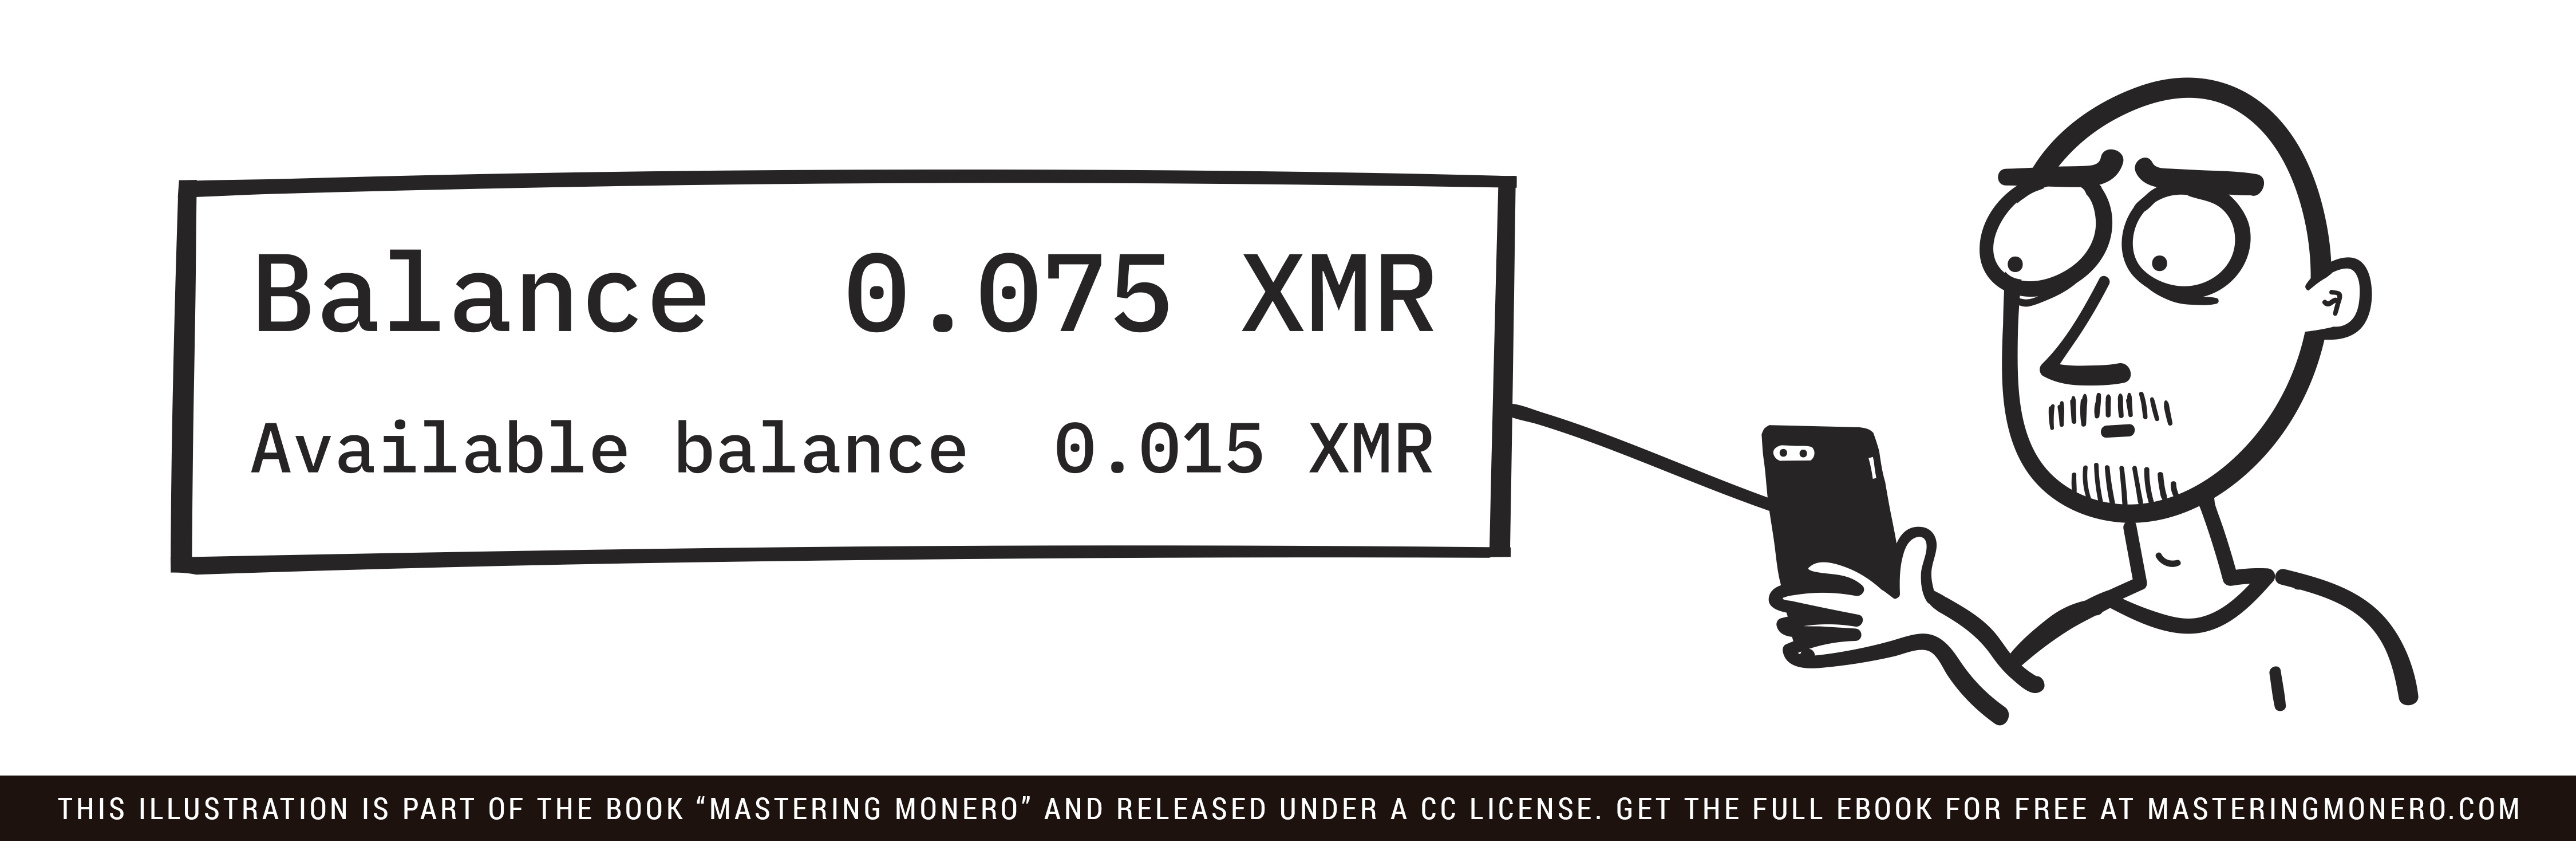 Balance 0.075 XMR
Available balance 0.015 XMR
THIS ILLUSTRATION IS PART OF THE BOOK “MASTERING MONERO” AND RELEASED UNDER A CC LICENSE. GET THE FULL EBOOK FOR FREE AT MASTERINGMONERO.COM